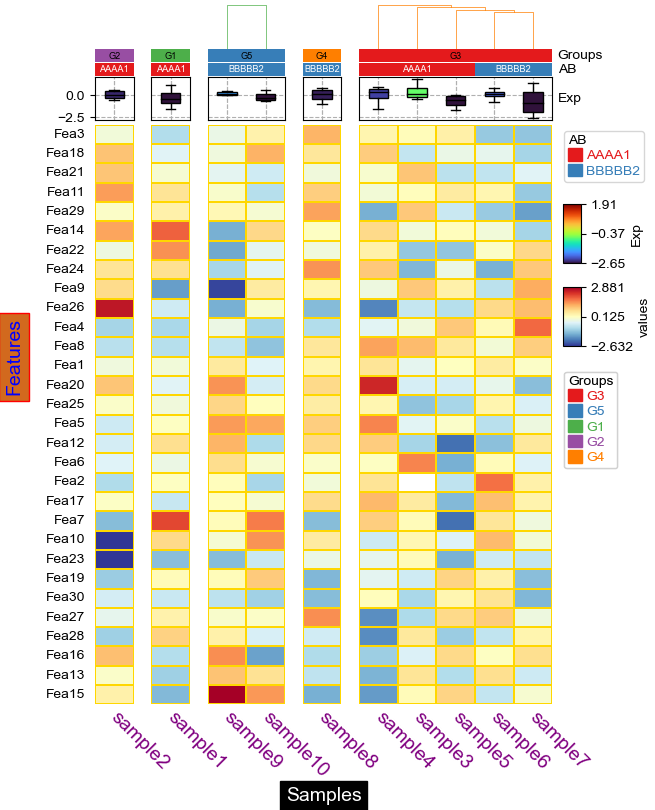 G2 G1 G5 G4 G3 Groups
AAAA1 AAAA1 BBBBB2 BBBBB2 AAAA1 BBBBB2 AB
0.0
−2.5
Exp
Fea3
Fea18
Fea21
Fea11
Fea29
Fea14
Fea22
Fea24
Fea9
Fea26
Fea4
Fea8
Fea1
Fea20
Fea25
Fea5
Fea12
Fea6
Fea2
Fea17
Fea7
Fea10
Fea23
Fea19
Fea30
Fea27
Fea28
Fea16
Fea13
Fea15
Features
sample2 sample1 sample9 sample10 sample8 sample4 sample3 sample5 sample6 sample7
Samples
AB
AAAA1
BBBBB2
1.91
−0.37
−2.65
Exp
2.881
0.125
−2.632
values
Groups
G3
G5
G1
G2
G4